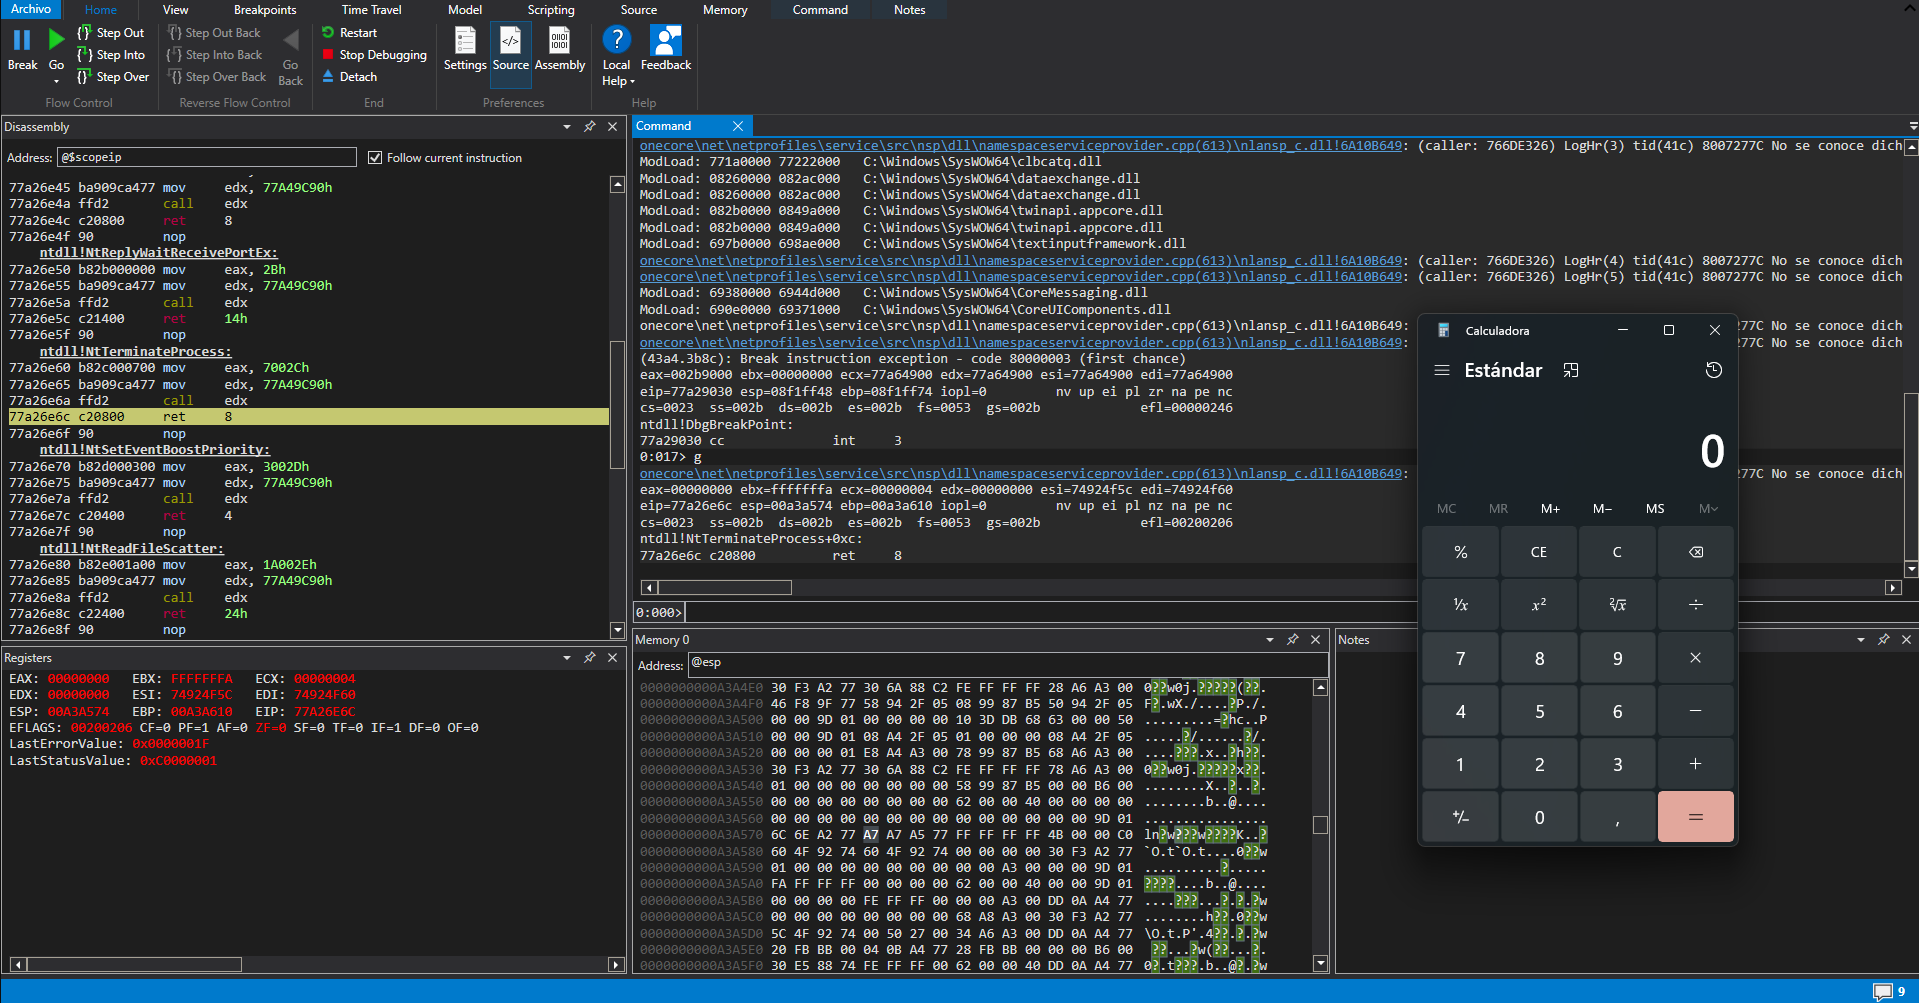 Archivo Home View Breakpoints Time Travel Model Scripting Source Memory Command Notes
Break
Go
Step Out
Step Into
Step Over
Flow Control
Step Out Back
Step Into Back
Step Over Back
Go Back
Reverse Flow Control
Restart
Stop Debugging
Detach
End
Settings Source Assembly
Preferences
Local Help
Feedback
Help
Disassembly
Address: @$scopeip Follow current instruction
77a26e45 ba909ca477 mov edx, 77A49C90h
77a26e4a ffd2 call edx
77a26e4c c20800 ret 8
77a26e4f 90 nop
ntdll!NtReplyWaitReceivePortEx:
77a26e50 b82b000000 mov eax, 2Bh
77a26e55 ba909ca477 mov edx, 77A49C90h
77a26e5a ffd2 call edx
77a26e5c c21400 ret 14h
77a26e5f 90 nop
ntdll!NtTerminateProcess:
77a26e60 b82c000700 mov eax, 7002Ch
77a26e65 ba909ca477 mov edx, 77A49C90h
77a26e6a ffd2 call edx
77a26e6c c20800 ret 8
77a26e6f 90 nop
ntdll!NtSetEventBoostPriority:
77a26e70 b82d000300 mov eax, 3002Dh
77a26e75 ba909ca477 mov edx, 77A49C90h
77a26e7a ffd2 call edx
77a26e7c c20400 ret 4
77a26e7f 90 nop
ntdll!NtReadFileScatter:
77a26e80 b82e001a00 mov eax, 1A002Eh
77a26e85 ba909ca477 mov edx, 77A49C90h
77a26e8a ffd2 call edx
77a26e8c c22400 ret 24h
77a26e8f 90 nop
Registers
EAX: 00000000 EBX: FFFFFFFA ECX: 00000004
EDX: 00000000 ESI: 74924F5C EDI: 74924F60
ESP: 00A3A574 EBP: 00A3A610 EIP: 77A26E6C
EFLAGS: 00200206 CF=0 PF=1 AF=0 ZF=0 SF=0 TF=0 IF=1 DF=0 OF=0
LastErrorValue: 0x0000001F
LastStatusValue: 0xC0000001
Command
onecore\net\netprofiles\service\src\nsp\dll\namespaceserviceprovider.cpp(613)\nlansp_c.dll!6A10B649: (caller: 766DE326) LogHr(3) tid(41c) 8007277C No se conoce dich
ModLoad: 771a0000 77222000 C:\Windows\SysWOW64\clbcatq.dll
ModLoad: 08260000 082ac000 C:\Windows\SysWOW64\dataexchange.dll
ModLoad: 08260000 082ac000 C:\Windows\SysWOW64\dataexchange.dll
ModLoad: 082b0000 0849a000 C:\Windows\SysWOW64\twinapi.appcore.dll
ModLoad: 082b0000 0849a000 C:\Windows\SysWOW64\twinapi.appcore.dll
ModLoad: 697b0000 698ae000 C:\Windows\SysWOW64\textinputframework.dll
onecore\net\netprofiles\service\src\nsp\dll\namespaceserviceprovider.cpp(613)\nlansp_c.dll!6A10B649: (caller: 766DE326) LogHr(4) tid(41c) 8007277C No se conoce dich
onecore\net\netprofiles\service\src\nsp\dll\namespaceserviceprovider.cpp(613)\nlansp_c.dll!6A10B649: (caller: 766DE326) LogHr(5) tid(41c) 8007277C No se conoce dich
ModLoad: 69380000 6944d000 C:\Windows\SysWOW64\CoreMessaging.dll
ModLoad: 690e0000 69371000 C:\Windows\SysWOW64\CoreUIComponents.dll
onecore\net\netprofiles\service\src\nsp\dll\namespaceserviceprovider.cpp(613)\nlansp_c.dll!6A10B649: 277C No se conoce dich
onecore\net\netprofiles\service\src\nsp\dll\namespaceserviceprovider.cpp(613)\nlansp_c.dll!6A10B649: 277C No se conoce dich
(43a4.3b8c): Break instruction exception - code 80000003 (first chance)
eax=002b9000 ebx=00000000 ecx=77a64900 edx=77a64900 esi=77a64900 edi=77a64900
eip=77a29030 esp=08f1ff48 ebp=08f1ff74 iopl=0 nv up ei pl zr na pe nc
cs=0023 ss=002b ds=002b es=002b fs=0053 gs=002b efl=00000246
ntdll!DbgBreakPoint:
77a29030 cc int 3
0:017> g
onecore\net\netprofiles\service\src\nsp\dll\namespaceserviceprovider.cpp(613)\nlansp_c.dll!6A10B649: 277C No se conoce dich
eax=00000000 ebx=fffffffa ecx=00000004 edx=00000000 esi=74924f5c edi=74924f60
eip=77a26e6c esp=00a3a574 ebp=00a3a610 iopl=0 nv up ei pl nz na pe nc
cs=0023 ss=002b ds=002b es=002b fs=0053 gs=002b efl=00200206
ntdll!NtTerminateProcess+0xc:
77a26e6c c20800 ret 8
0:000>
Memory 0
Address: @esp
0000000000A3A4E0 30 F3 A2 77 30 6A 88 C2 FE FF FF FF 28 A6 A3 00 0??w0j.?????(??.
0000000000A3A4F0 46 F8 9F 77 58 94 2F 05 08 99 87 B5 50 94 2F 05 F?.wX./....?P./.
0000000000A3A500 00 00 9D 01 00 00 00 00 10 3D DB 68 63 00 00 50 .........=?hc..P
0000000000A3A510 00 00 9D 01 08 A4 2F 05 01 00 00 00 08 A4 2F 05 .....?/......?/.
0000000000A3A520 00 00 00 01 E8 A4 A3 00 78 99 87 B5 68 A6 A3 00 ....???.x..?h??.
0000000000A3A530 30 F3 A2 77 30 6A 88 C2 FE FF FF FF 78 A6 A3 00 0??w0j.?????x??.
0000000000A3A540 01 00 00 00 00 00 00 00 58 99 87 B5 00 00 B6 00 ........X..?..?.
0000000000A3A550 00 00 00 00 00 00 00 00 62 00 00 40 00 00 00 00 ........b..@....
0000000000A3A560 00 00 00 00 00 00 00 00 00 00 00 00 00 00 9D 01 ................
0000000000A3A570 6C 6E A2 77 A7 A7 A5 77 FF FF FF FF 4B 00 00 C0 ln?w???w????K..?
0000000000A3A580 60 4F 92 74 60 4F 92 74 00 00 00 00 30 F3 A2 77 `O.t`O.t....0??w
0000000000A3A590 01 00 00 00 00 00 00 00 00 00 A3 00 00 00 9D 01 ..........?.....
0000000000A3A5A0 FA FF FF FF 00 00 00 00 62 00 00 40 00 00 9D 01 ????....b..@....
0000000000A3A5B0 00 00 00 00 FE FF FF 00 00 00 A3 00 DD 0A A4 77 ....???...?.?.?w
0000000000A3A5C0 00 00 00 00 00 00 00 00 68 A8 A3 00 30 F3 A2 77 ........h??.0??w
0000000000A3A5D0 5C 4F 92 74 00 50 27 00 34 A6 A3 00 DD 0A A4 77 \O.t.P'.4??.?.?w
0000000000A3A5E0 20 FB BB 00 04 0B A4 77 28 FB BB 00 00 00 B6 00 ??...?w(??...?.
0000000000A3A5F0 30 E5 88 74 FE FF FF 00 62 00 00 40 DD 0A A4 77 0?.t???.b..@?.?w
Notes
Calculadora
Estándar
0
MC MR M+ M− MS M
% CE C
¹/x x² ²√x ÷
7 8 9 ×
4 5 6 −
1 2 3 +
+/− 0 , =
9